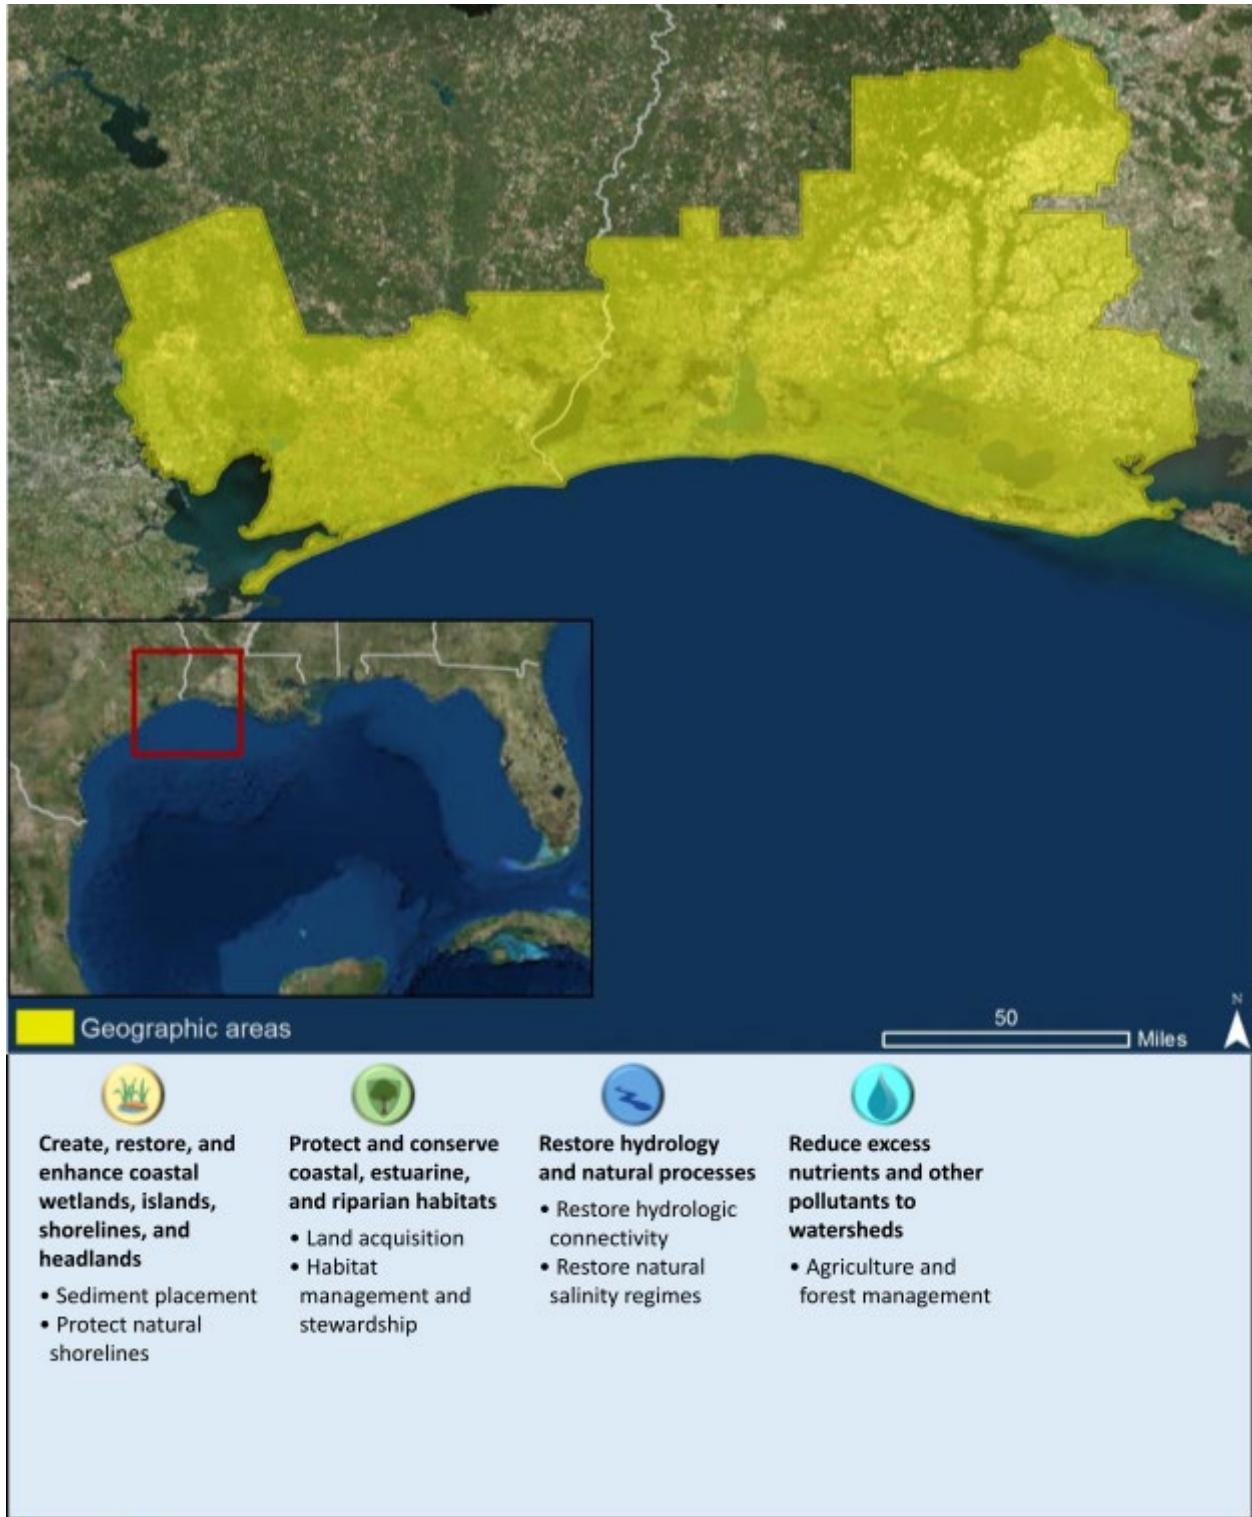 N
50
Geographic areas
Miles
Create, restore, and
enhance coastal
wetlands, islands,
shorelines, and
headlands
• Sediment placement
• Protect natural
shorelines
Protect and conserve
coastal, estuarine,
and riparian habitats
• Land acquisition
• Habitat
management and
stewardship
Restore hydrology
and natural processes
• Restore hydrologic
connectivity
• Restore natural
salinity regimes
Reduce excess
nutrients and other
pollutants to
watersheds
• Agriculture and
forest management